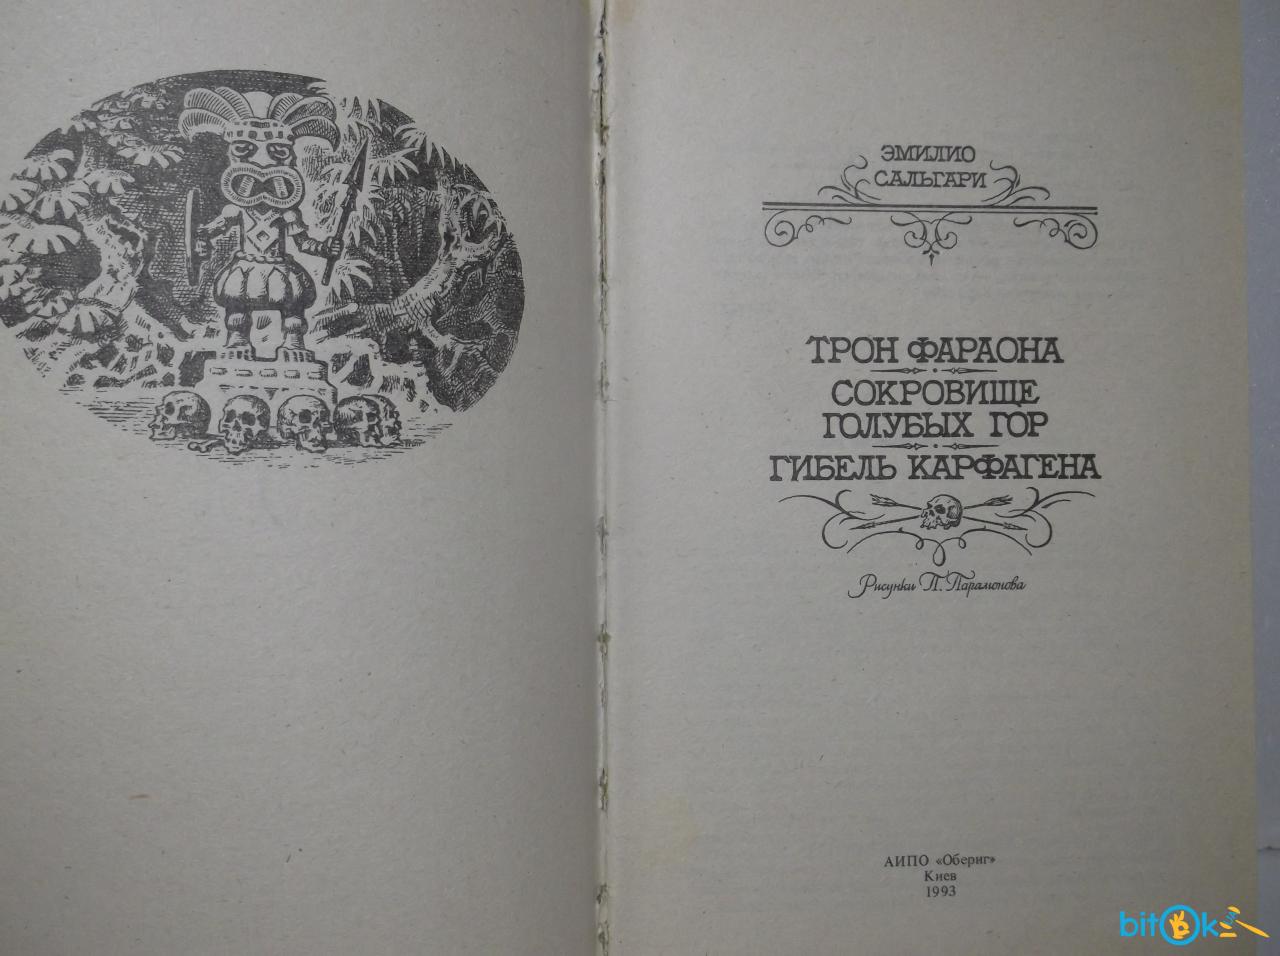 ЭМИЛИО
САЛЬГАРИ
ТРОН ФАРАОНА
СОКРОВИЩЕ
ГОЛУБЫХ ГОР
ГИБЕЛЬ КАРФАГЕНА
Рисунки П. Парамонова
АИПО «Обериг»
Киев
1993
bitOk